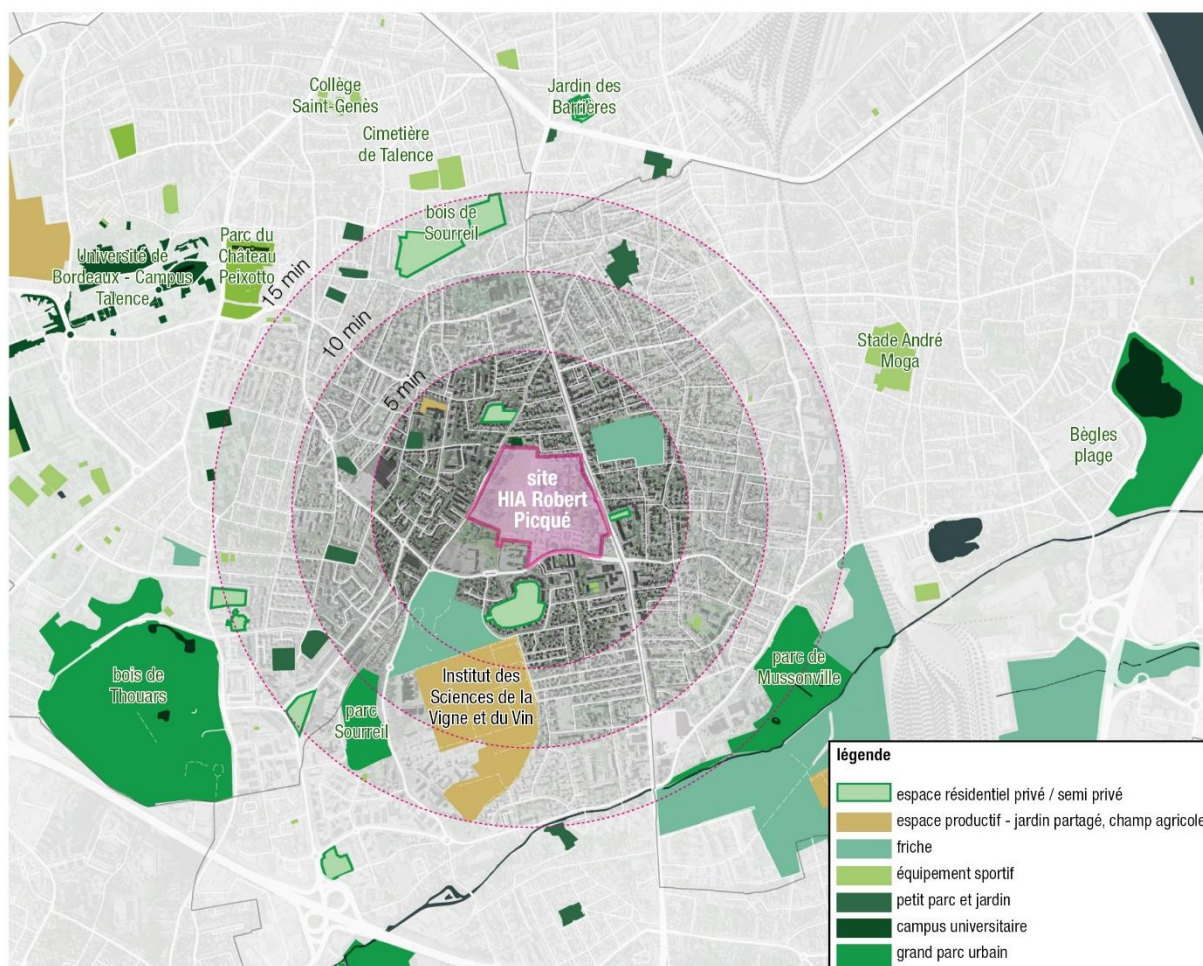 Collège
Saint-Genès
Jardin des
Barrières
Cimetière
de Talence
bois de
Sourreil
Parc du
Château
Peixotto
Université de
Bordeaux - Campus
Talence
15 min
10 min
5 min
Stade André
Moga
Bègles
plage
site
HIA Robert
Picqué
bois de
Thouars
parc
Sourreil
Institut des
Sciences de la
Vigne et du Vin
parc de
Mussonville
légende
espace résidentiel privé / semi privé
espace productif - jardin partagé, champ agricole
friche
équipement sportif
petit parc et jardin
campus universitaire
grand parc urbain